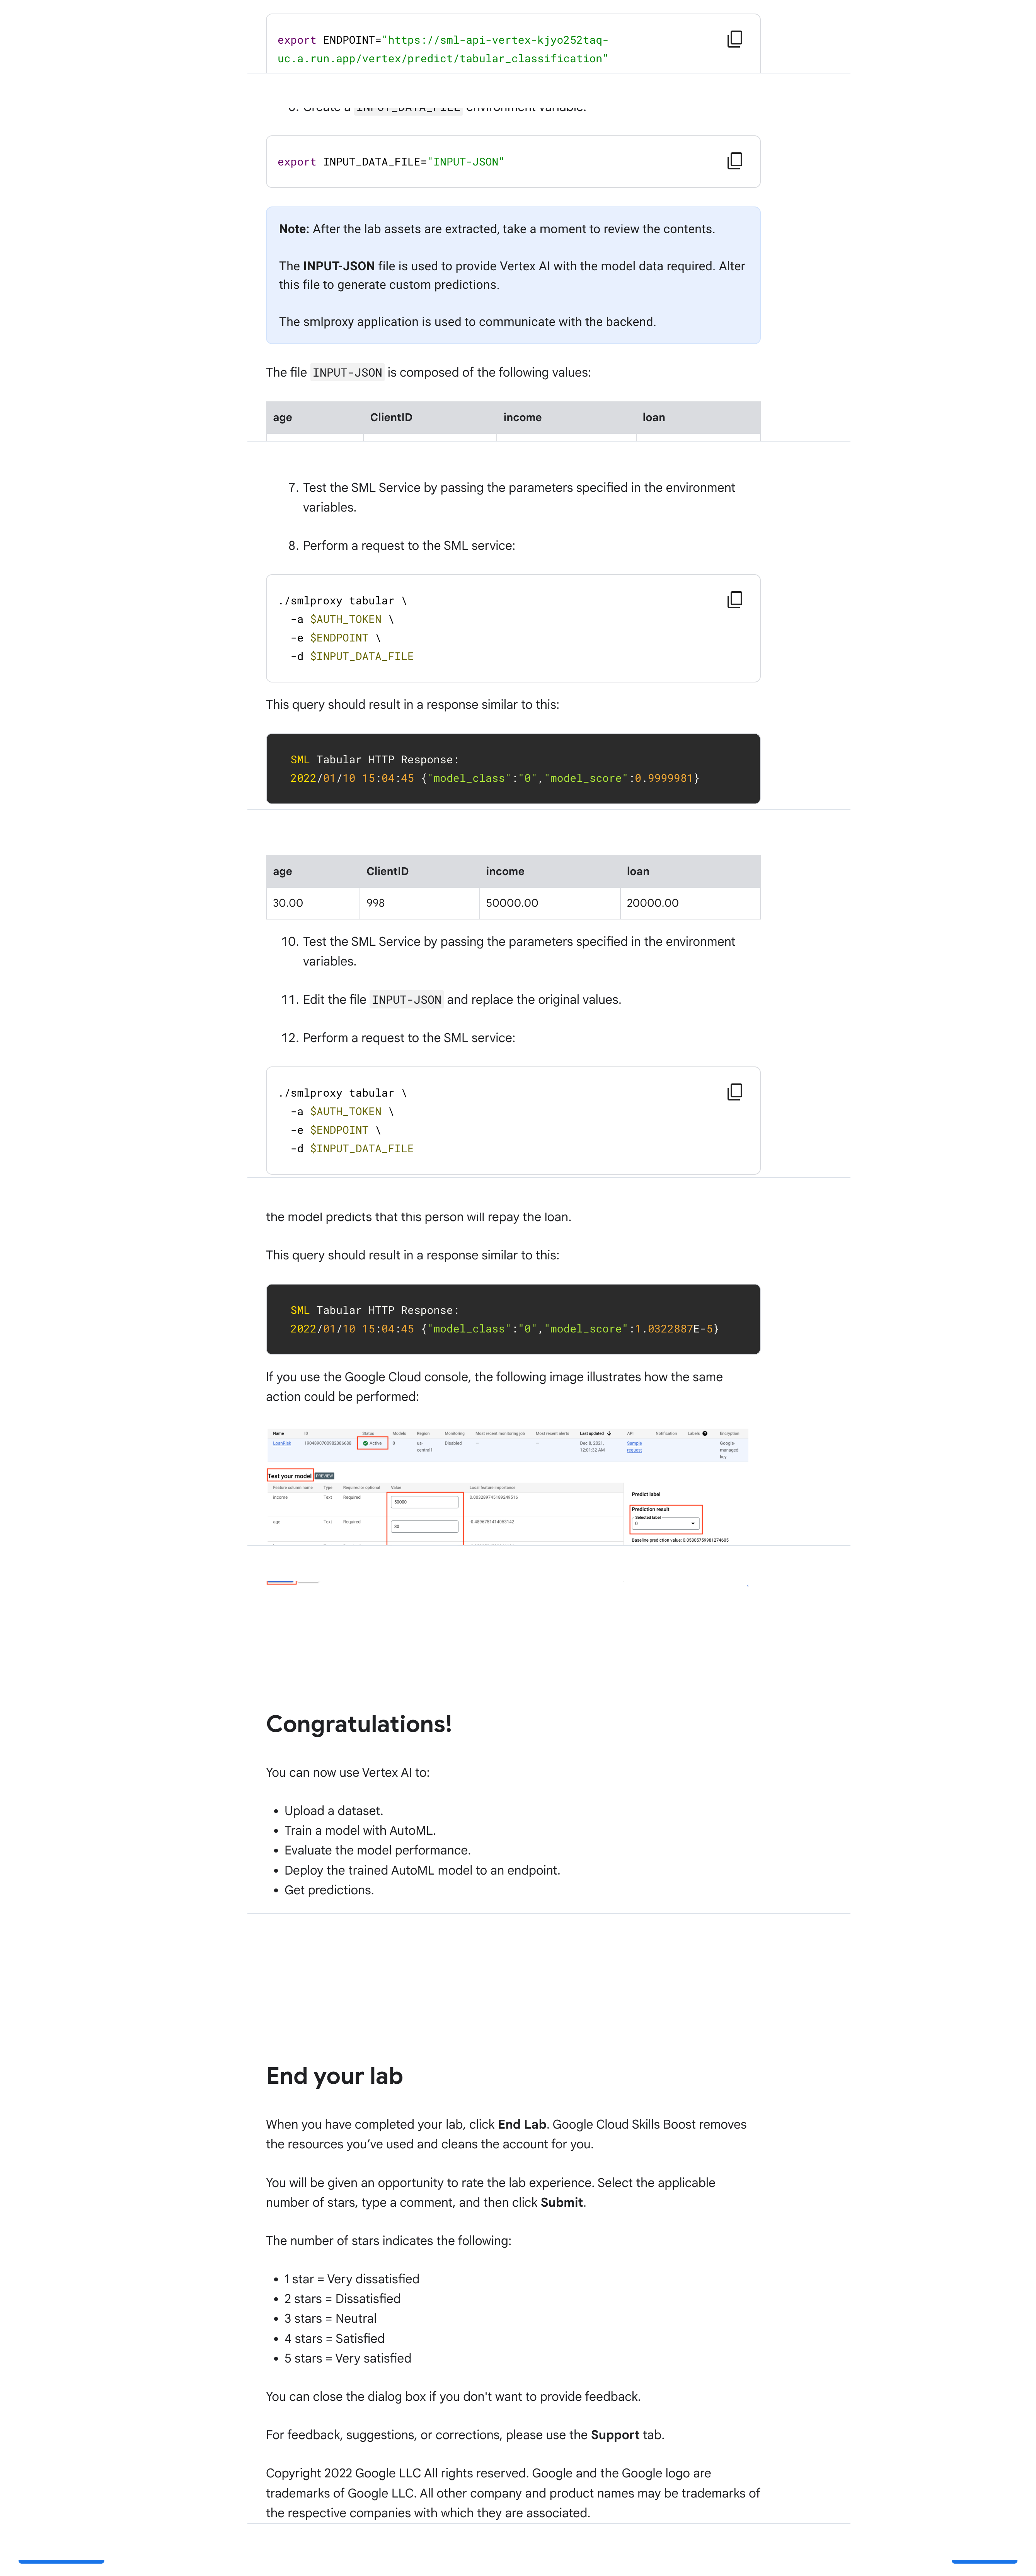 export ENDPOINT="https://sml-api-vertex-kjyo252taq-
uc.a.run.app/vertex/predict/tabular_classification"
6. Create a INPUT_DATA_FILE environment variable:
export INPUT_DATA_FILE="INPUT-JSON"
Note: After the lab assets are extracted, take a moment to review the contents.
The INPUT-JSON file is used to provide Vertex AI with the model data required. Alter
this file to generate custom predictions.
The smlproxy application is used to communicate with the backend.
The file INPUT-JSON is composed of the following values:
age ClientID income loan
7. Test the SML Service by passing the parameters specified in the environment
variables.
8. Perform a request to the SML service:
./smlproxy tabular \
-a $AUTH_TOKEN \
-e $ENDPOINT \
-d $INPUT_DATA_FILE
This query should result in a response similar to this:
SML Tabular HTTP Response:
2022/01/10 15:04:45 {"model_class":"0","model_score":0.9999981}
age ClientID income loan
30.00 998 50000.00 20000.00
10. Test the SML Service by passing the parameters specified in the environment
variables.
11. Edit the file INPUT-JSON and replace the original values.
12. Perform a request to the SML service:
./smlproxy tabular \
-a $AUTH_TOKEN \
-e $ENDPOINT \
-d $INPUT_DATA_FILE
the model predicts that this person will repay the loan.
This query should result in a response similar to this:
SML Tabular HTTP Response:
2022/01/10 15:04:45 {"model_class":"0","model_score":1.0322887E-5}
If you use the Google Cloud console, the following image illustrates how the same
action could be performed:
Name ID Status Models Region Monitoring Most recent monitoring job Most recent alerts Last updated API Notification Labels Encryption
LoanRisk Active 0 us-central1 Disabled — — Dec 8, 2021, 12:01:32 AM Sample request Google-managed key
Test your model PREVIEW
Feature column name Type Required or optional Value Local feature importance
Predict label
income Text Required 50000
Prediction result
Selected label
0
age Text Required 30
Baseline prediction value:
Congratulations!
You can now use Vertex AI to:
• Upload a dataset.
• Train a model with AutoML.
• Evaluate the model performance.
• Deploy the trained AutoML model to an endpoint.
• Get predictions.
End your lab
When you have completed your lab, click End Lab. Google Cloud Skills Boost removes
the resources you’ve used and cleans the account for you.
You will be given an opportunity to rate the lab experience. Select the applicable
number of stars, type a comment, and then click Submit.
The number of stars indicates the following:
• 1 star = Very dissatisfied
• 2 stars = Dissatisfied
• 3 stars = Neutral
• 4 stars = Satisfied
• 5 stars = Very satisfied
You can close the dialog box if you don't want to provide feedback.
For feedback, suggestions, or corrections, please use the Support tab.
Copyright 2022 Google LLC All rights reserved. Google and the Google logo are
trademarks of Google LLC. All other company and product names may be trademarks of
the respective companies with which they are associated.